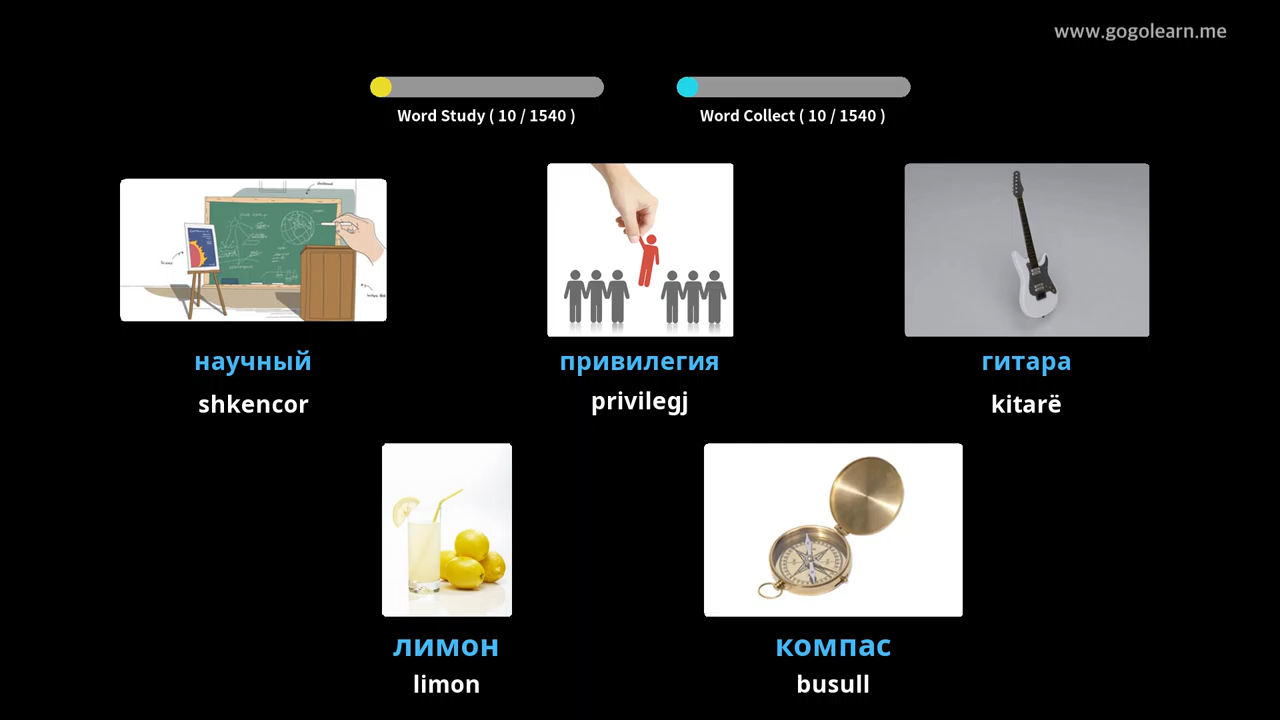 www.gogolearn.me
Word Study ( 10 / 1540 )
Word Collect ( 10 / 1540 )
научный
привилегия
гитара
shkencor
privilegj
kitarë
лимон
компас
limon
busull